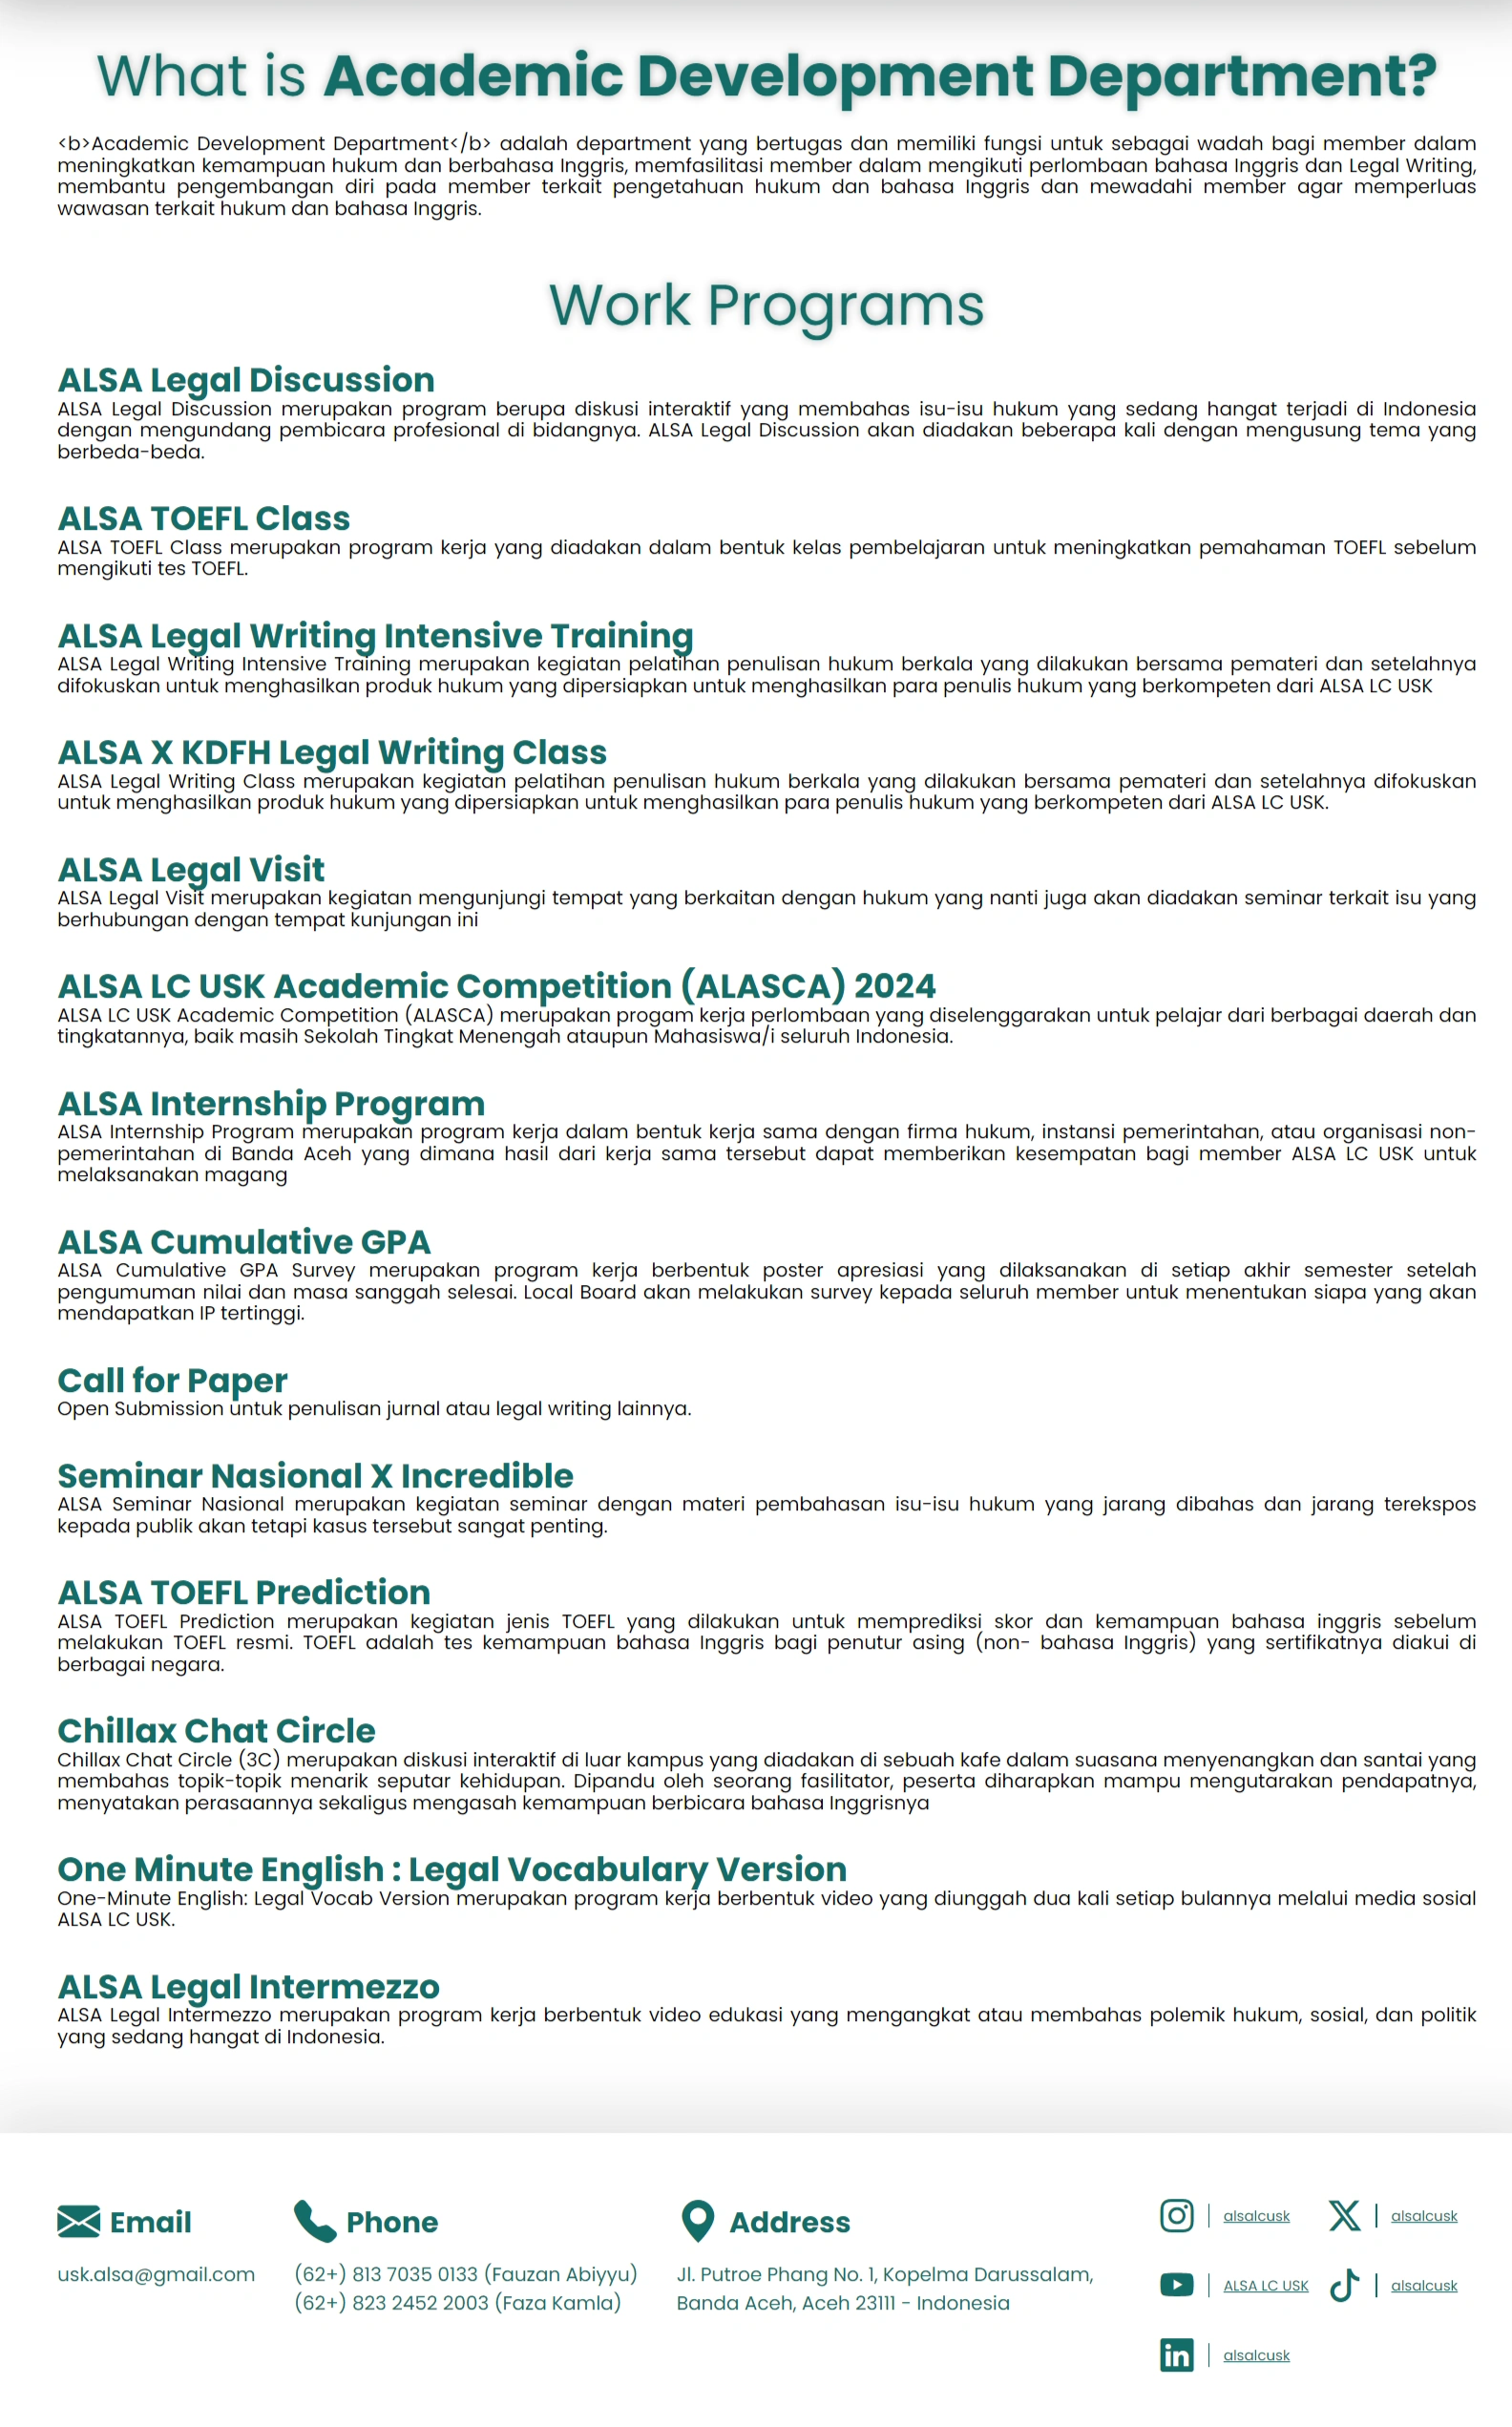 What is Academic Development Department?
<b>Academic Development Department</b> adalah department yang bertugas dan memiliki fungsi untuk sebagai wadah bagi member dalam
meningkatkan kemampuan hukum dan berbahasa Inggris, memfasilitasi member dalam mengikuti perlombaan bahasa Inggris dan Legal Writing,
membantu pengembangan diri pada member terkait pengetahuan hukum dan bahasa Inggris dan mewadahi member agar memperluas
wawasan terkait hukum dan bahasa Inggris.
Work Programs
ALSA Legal Discussion
ALSA Legal Discussion merupakan program berupa diskusi interaktif yang membahas isu-isu hukum yang sedang hangat terjadi di Indonesia
dengan mengundang pembicara profesional di bidangnya. ALSA Legal Discussion akan diadakan beberapa kali dengan mengusung tema yang
berbeda-beda.
ALSA TOEFL Class
ALSA TOEFL Class merupakan program kerja yang diadakan dalam bentuk kelas pembelajaran untuk meningkatkan pemahaman TOEFL sebelum
mengikuti tes TOEFL.
ALSA Legal Writing Intensive Training
ALSA Legal Writing Intensive Training merupakan kegiatan pelatihan penulisan hukum berkala yang dilakukan bersama pemateri dan setelahnya
difokuskan untuk menghasilkan produk hukum yang dipersiapkan untuk menghasilkan para penulis hukum yang berkompeten dari ALSA LC USK
ALSA X KDFH Legal Writing Class
ALSA Legal Writing Class merupakan kegiatan pelatihan penulisan hukum berkala yang dilakukan bersama pemateri dan setelahnya difokuskan
untuk menghasilkan produk hukum yang dipersiapkan untuk menghasilkan para penulis hukum yang berkompeten dari ALSA LC USK.
ALSA Legal Visit
ALSA Legal Visit merupakan kegiatan mengunjungi tempat yang berkaitan dengan hukum yang nanti juga akan diadakan seminar terkait isu yang
berhubungan dengan tempat kunjungan ini
ALSA LC USK Academic Competition (ALASCA) 2024
ALSA LC USK Academic Competition (ALASCA) merupakan progam kerja perlombaan yang diselenggarakan untuk pelajar dari berbagai daerah dan
tingkatannya, baik masih Sekolah Tingkat Menengah ataupun Mahasiswa/i seluruh Indonesia.
ALSA Internship Program
ALSA Internship Program merupakan program kerja dalam bentuk kerja sama dengan firma hukum, instansi pemerintahan, atau organisasi non-
pemerintahan di Banda Aceh yang dimana hasil dari kerja sama tersebut dapat memberikan kesempatan bagi member ALSA LC USK untuk
melaksanakan magang
ALSA Cumulative GPA
ALSA Cumulative GPA Survey merupakan program kerja berbentuk poster apresiasi yang dilaksanakan di setiap akhir semester setelah
pengumuman nilai dan masa sanggah selesai. Local Board akan melakukan survey kepada seluruh member untuk menentukan siapa yang akan
mendapatkan IP tertinggi.
Call for Paper
Open Submission untuk penulisan jurnal atau legal writing lainnya.
Seminar Nasional X Incredible
ALSA Seminar Nasional merupakan kegiatan seminar dengan materi pembahasan isu-isu hukum yang jarang dibahas dan jarang terekspos
kepada publik akan tetapi kasus tersebut sangat penting.
ALSA TOEFL Prediction
ALSA TOEFL Prediction merupakan kegiatan jenis TOEFL yang dilakukan untuk memprediksi skor dan kemampuan bahasa inggris sebelum
melakukan TOEFL resmi. TOEFL adalah tes kemampuan bahasa Inggris bagi penutur asing (non- bahasa Inggris) yang sertifikatnya diakui di
berbagai negara.
Chillax Chat Circle
Chillax Chat Circle (3C) merupakan diskusi interaktif di luar kampus yang diadakan di sebuah kafe dalam suasana menyenangkan dan santai yang
membahas topik-topik menarik seputar kehidupan. Dipandu oleh seorang fasilitator, peserta diharapkan mampu mengutarakan pendapatnya,
menyatakan perasaannya sekaligus mengasah kemampuan berbicara bahasa Inggrisnya
One Minute English : Legal Vocabulary Version
One-Minute English: Legal Vocab Version merupakan program kerja berbentuk video yang diunggah dua kali setiap bulannya melalui media sosial
ALSA LC USK.
ALSA Legal Intermezzo
ALSA Legal Intermezzo merupakan program kerja berbentuk video edukasi yang mengangkat atau membahas polemik hukum, sosial, dan politik
yang sedang hangat di Indonesia.
Email
usk.alsa@gmail.com
Phone
(62+) 813 7035 0133 (Fauzan Abiyyu)
(62+) 823 2452 2003 (Faza Kamla)
Address
Jl. Putroe Phang No. 1, Kopelma Darussalam,
Banda Aceh, Aceh 23111 - Indonesia
alsalcusk
alsalcusk
ALSA LC USK
alsalcusk
alsalcusk